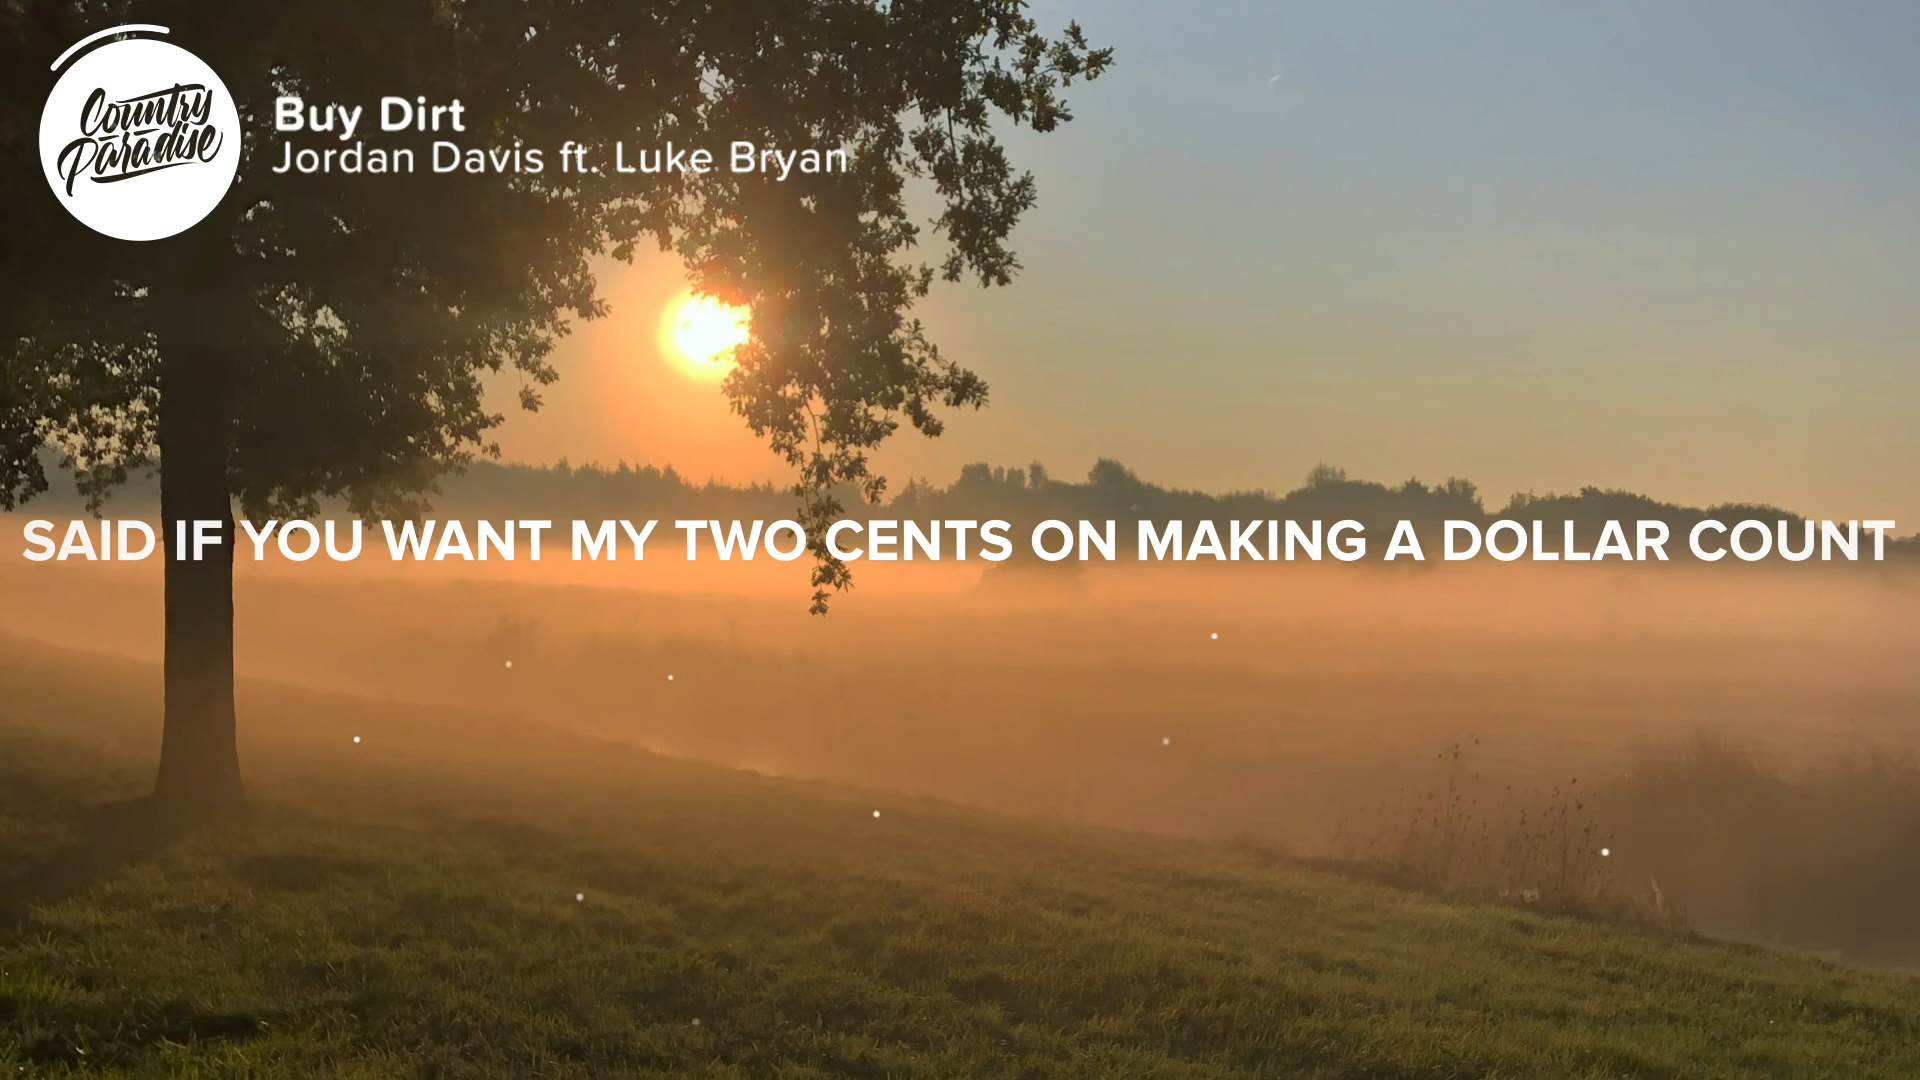 Country
Paradise
Buy Dirt
Jordan Davis ft. Luke Bryan
SAID IF YOU WANT MY TWO CENTS ON MAKING A DOLLAR COUNT